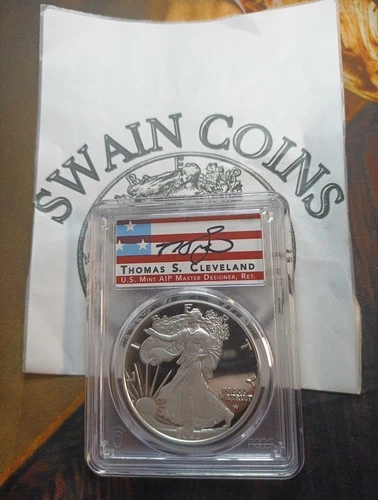 SWAIN COINS
THOMAS S. CLEVELAND
U.S. MINT AIP MASTER DESIGNER, RET.
LIBERTY